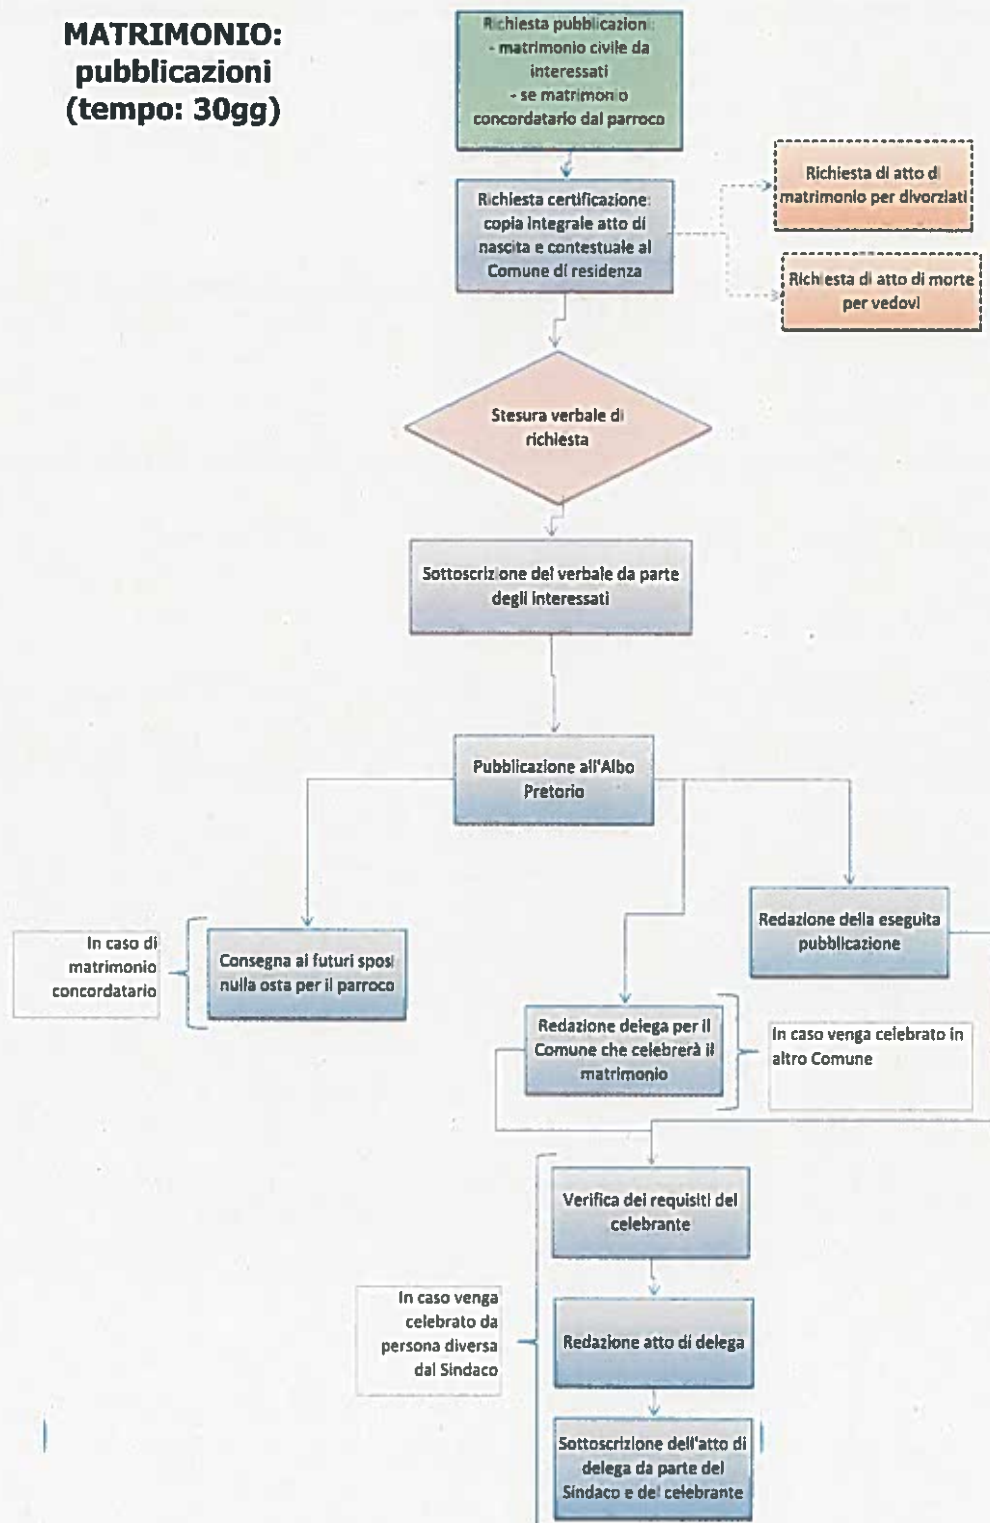 MATRIMONIO:
pubblicazioni
(tempo: 30gg)
Richiesta pubblicazioni:
- matrimonio civile da
interessati
- se matrimonio
concordatario dal parroco
Richiesta certificazione:
copia integrale atto di
nascita e contestuale al
Comune di residenza
Richiesta di atto di
matrimonio per divorziati
Richiesta di atto di morte
per vedovi
Stesura verbale di
richiesta
Sottoscrizione del verbale da parte
degli interessati
Pubblicazione all'Albo
Pretorio
In caso di
matrimonio
concordatario
Consegna ai futuri sposi
nulla osta per il parroco
Redazione della eseguita
pubblicazione
Redazione delega per il
Comune che celebrerà il
matrimonio
In caso venga celebrato in
altro Comune
Verifica dei requisiti del
celebrante
In caso venga
celebrato da
persona diversa
dal Sindaco
Redazione atto di delega
Sottoscrizione dell'atto di
delega da parte del
Sindaco e del celebrante